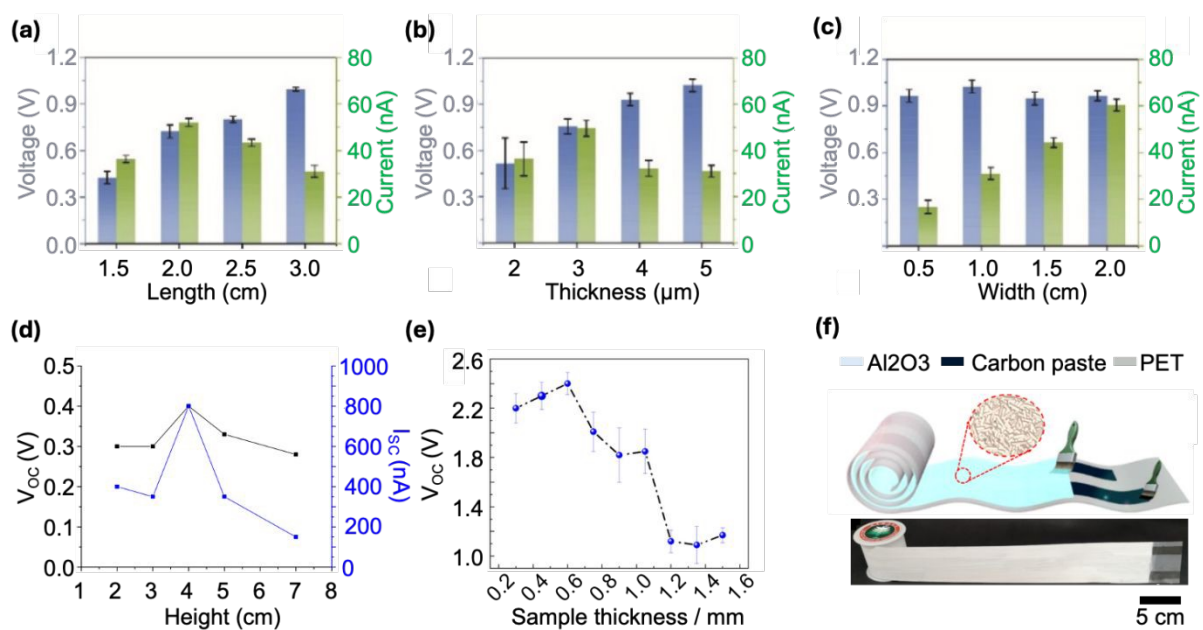 (a)
1.2
0.9
0.6
0.3
0.0
Voltage (V)
80
60
40
20
0
Current (nA)
1.5 2.0 2.5 3.0
Length (cm)
(b)
1.2
0.9
0.6
0.3
0.0
Voltage (V)
80
60
40
20
0
Current (nA)
2 3 4 5
Thickness (µm)
(c)
1.2
0.9
0.6
0.3
0.0
Voltage (V)
80
60
40
20
0
Current (nA)
0.5 1.0 1.5 2.0
Width (cm)
(d)
0.5
0.4
0.3
0.2
0.1
0.0
VOC (V)
1000
800
600
400
200
0
ISC (nA)
1 2 3 4 5 6 7 8
Height (cm)
(e)
2.6
2.2
1.8
1.4
1.0
VOC (V)
0.2 0.4 0.6 0.8 1.0 1.2 1.4 1.6
Sample thickness / mm
(f)
Al2O3 Carbon paste PET
5 cm